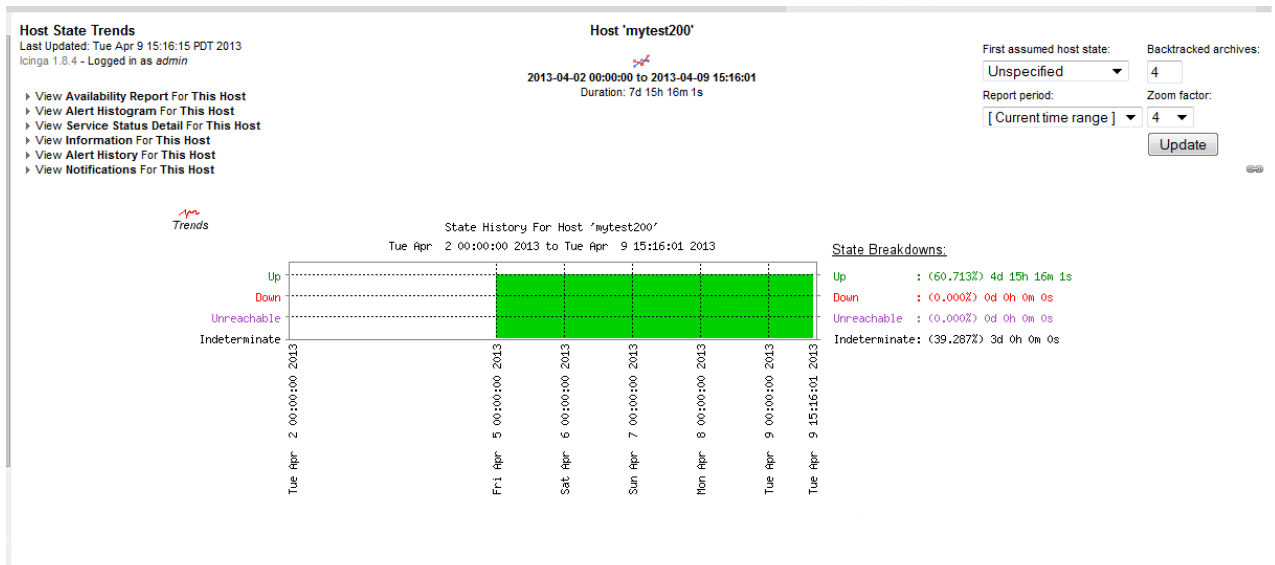 Host State Trends
Last Updated: Tue Apr 9 15:16:15 PDT 2013
Icinga 1.8.4 - Logged in as admin
View Availability Report For This Host
View Alert Histogram For This Host
View Service Status Detail For This Host
View Information For This Host
View Alert History For This Host
View Notifications For This Host
Host 'mytest200'
2013-04-02 00:00:00 to 2013-04-09 15:16:01
Duration: 7d 15h 16m 1s
First assumed host state: Backtracked archives:
Unspecified 4
Report period: Zoom factor:
[ Current time range ] 4
Update
Trends
State History For Host 'mytest200'
Tue Apr 2 00:00:00 2013 to Tue Apr 9 15:16:01 2013
Up
Down
Unreachable
Indeterminate
Tue Apr 2 00:00:00 2013
Fri Apr 5 00:00:00 2013
Sat Apr 6 00:00:00 2013
Sun Apr 7 00:00:00 2013
Mon Apr 8 00:00:00 2013
Tue Apr 9 00:00:00 2013
Tue Apr 9 15:16:01 2013
State Breakdowns:
Up : (60.713%) 4d 15h 16m 1s
Down : (0.000%) 0d 0h 0m 0s
Unreachable : (0.000%) 0d 0h 0m 0s
Indeterminate: (39.287%) 3d 0h 0m 0s